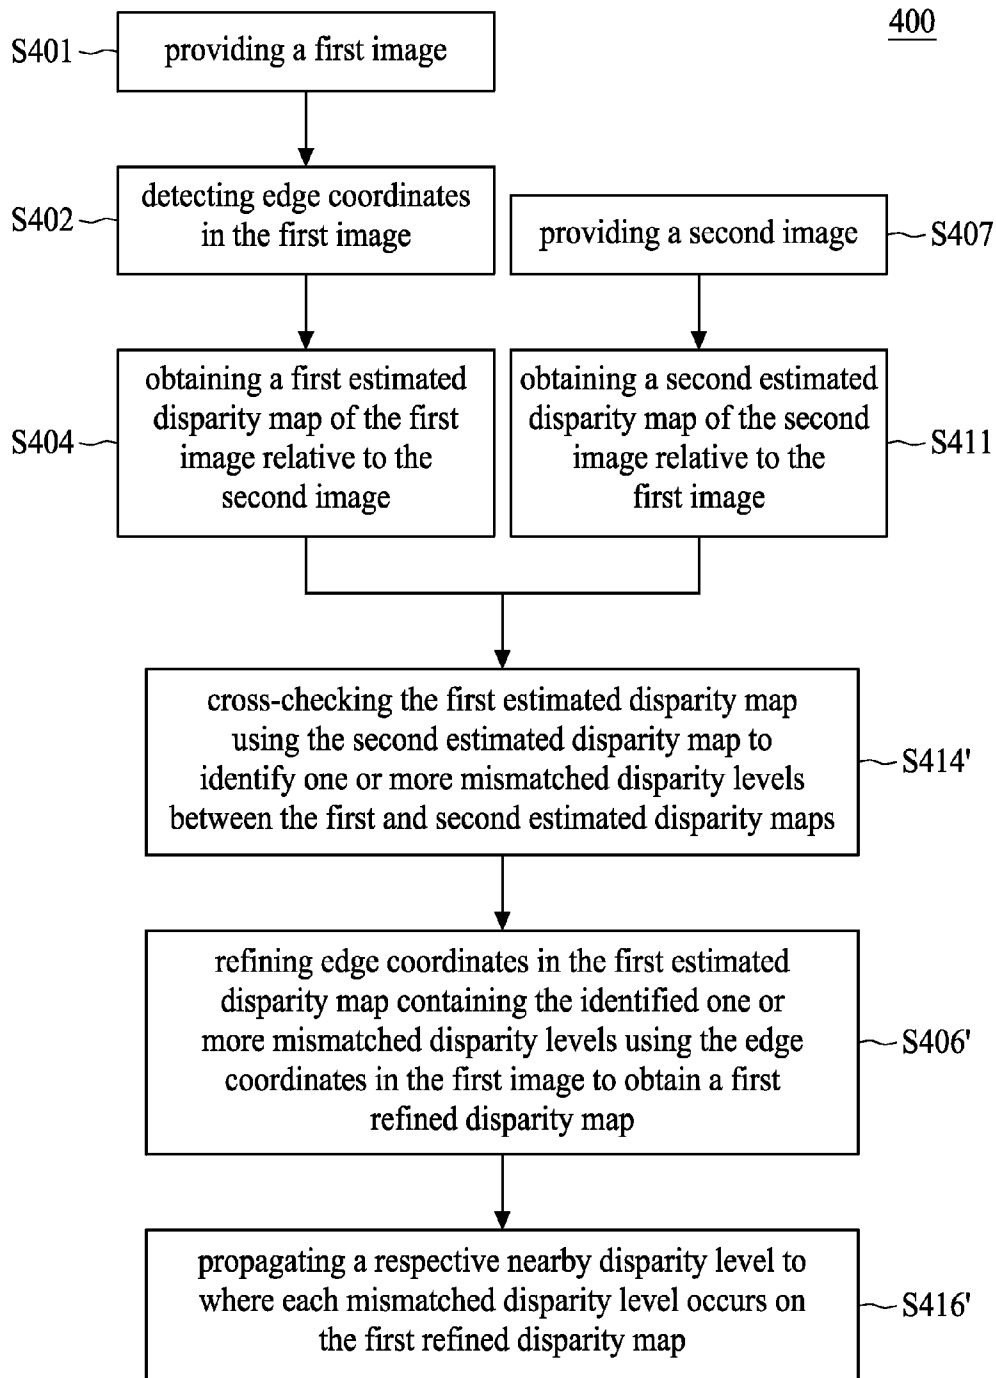 400
S401
providing a first image
S402
detecting edge coordinates
in the first image
providing a second image
S407
S404
obtaining a first estimated
disparity map of the first
image relative to the
second image
obtaining a second estimated
disparity map of the second
image relative to the
first image
S411
cross-checking the first estimated disparity map
using the second estimated disparity map to
identify one or more mismatched disparity levels
between the first and second estimated disparity maps
S414'
refining edge coordinates in the first estimated
disparity map containing the identified one or
more mismatched disparity levels using the edge
coordinates in the first image to obtain a first
refined disparity map
S406'
propagating a respective nearby disparity level to
where each mismatched disparity level occurs on
the first refined disparity map
S416'